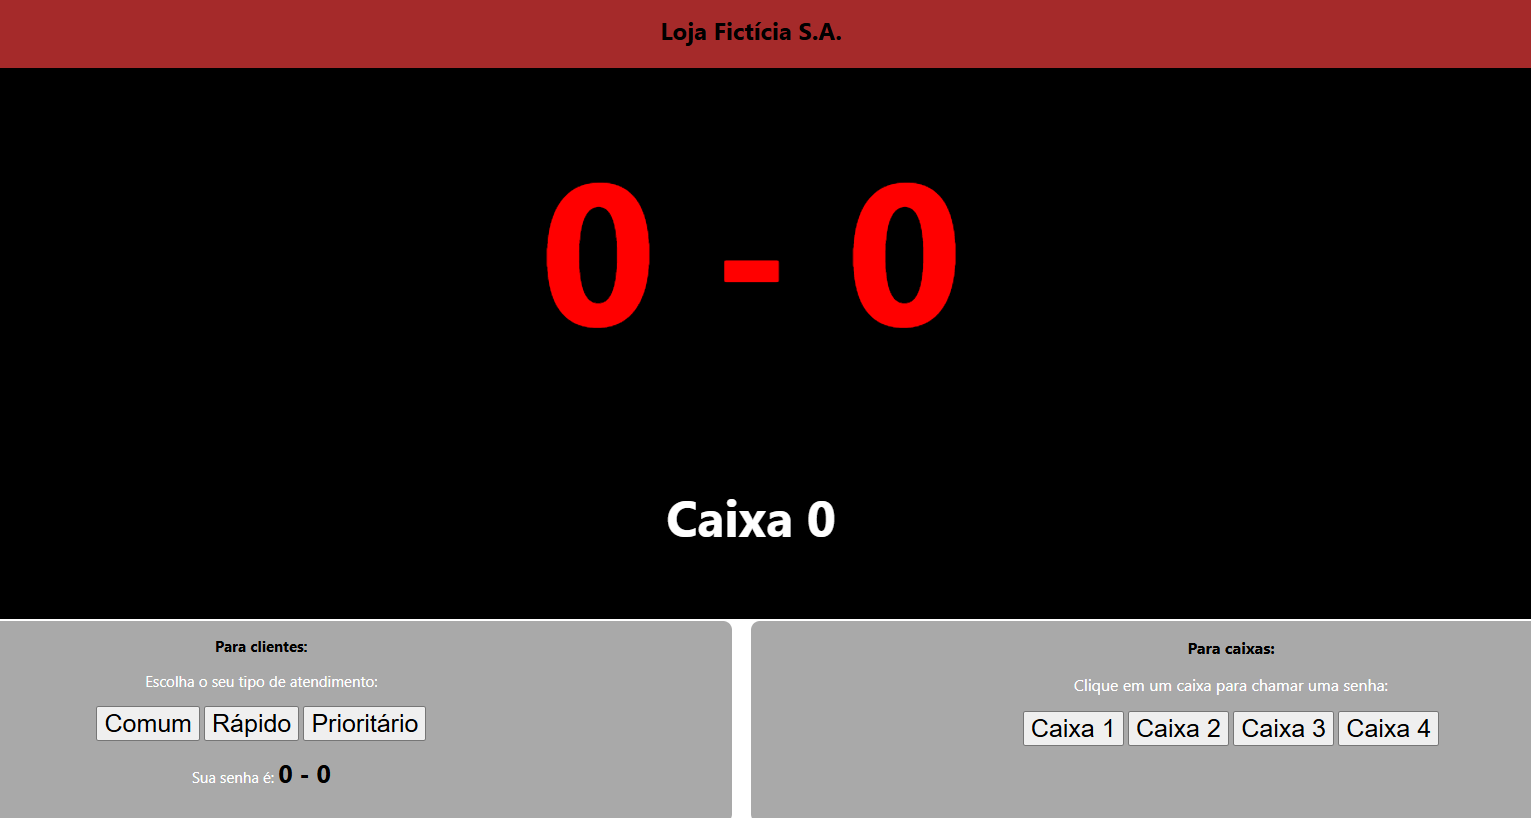 Loja Fictícia S.A.
0 - 0
Caixa 0
Para clientes:
Escolha o seu tipo de atendimento:
Comum Rápido Prioritário
Sua senha é: 0 - 0
Para caixas:
Clique em um caixa para chamar uma senha:
Caixa 1 Caixa 2 Caixa 3 Caixa 4